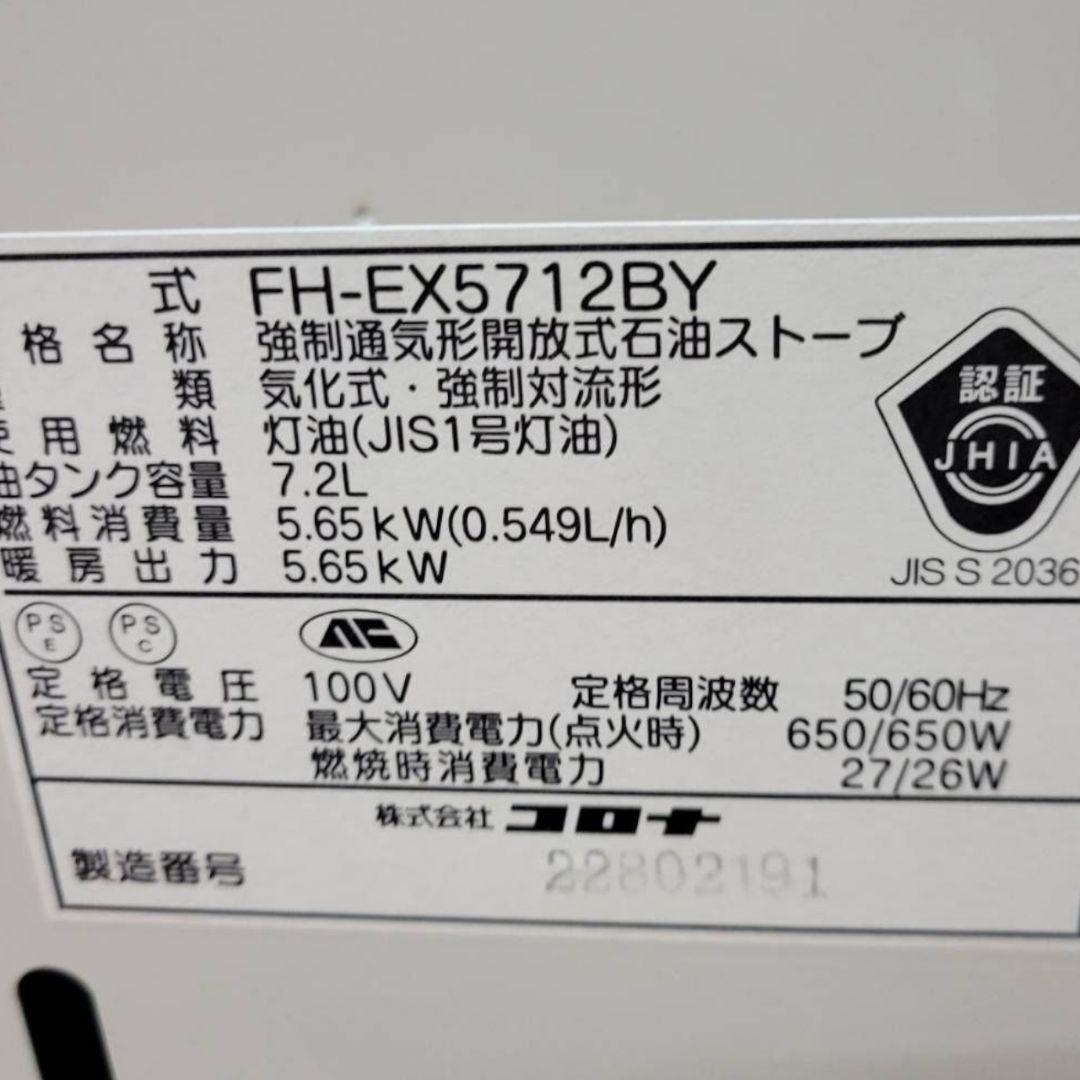 式 FH-EX5712BY
格名称 強制通気形開放式石油ストーブ
類 気化式・強制対流形
使用燃料 灯油(JIS1号灯油)
油タンク容量 7.2L
燃料消費量 5.65kW(0.549L/h)
暖房出力 5.65kW
認証
JHIA
JIS S 2036
PS E PS C
定格電圧 100V 定格周波数 50/60Hz
定格消費電力 最大消費電力(点火時) 650/650W
燃焼時消費電力 27/26W
株式会社 コロナ
製造番号 22802191